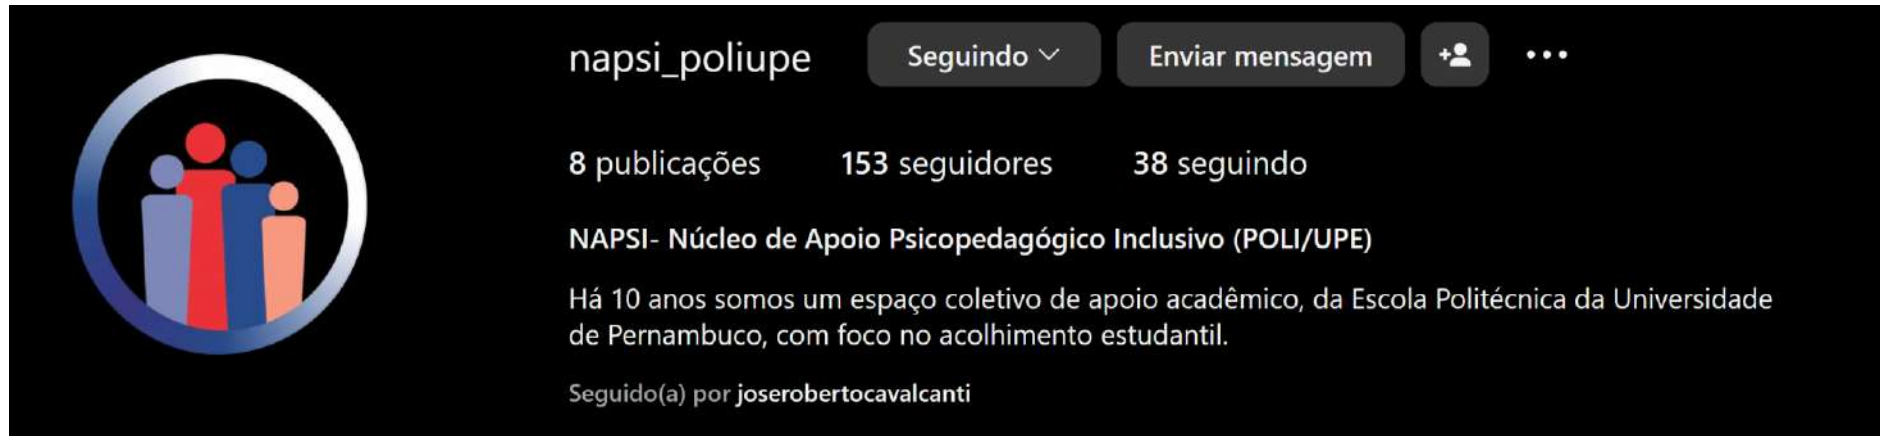 napsi_poliupe Seguindo Enviar mensagem
8 publicações 153 seguidores 38 seguindo
NAPSI- Núcleo de Apoio Psicopedagógico Inclusivo (POLI/UPE)
Há 10 anos somos um espaço coletivo de apoio acadêmico, da Escola Politécnica da Universidade
de Pernambuco, com foco no acolhimento estudantil.
Seguido(a) por joserobertocavalcanti